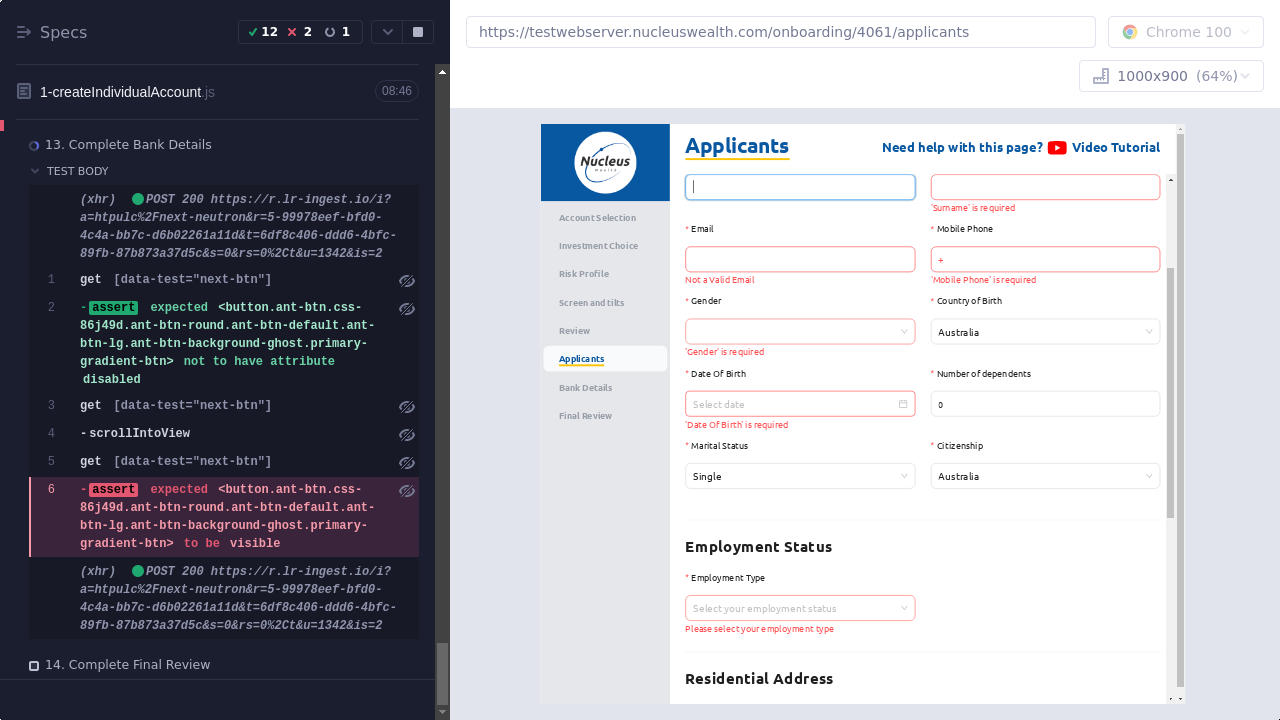 Specs
12
2
1
1-createIndividualAccount.js
08:46
13. Complete Bank Details
TEST BODY
(xhr) POST 200 https://r.lr-ingest.io/i?
a=htpulc%2Fnext-neutron&r=5-99978eef-bfd0-
4c4a-bb7c-d6b02261a11d&t=6df8c406-ddd6-4bfc-
89fb-87b873a37d5c&s=0&rs=0%2Ct&u=1342&is=2
1 get [data-test="next-btn"]
2 -assert expected <button.ant-btn.css-
86j49d.ant-btn-round.ant-btn-default.ant-
btn-lg.ant-btn-background-ghost.primary-
gradient-btn> not to have attribute
disabled
3 get [data-test="next-btn"]
4 -scrollIntoView
5 get [data-test="next-btn"]
6 -assert expected <button.ant-btn.css-
86j49d.ant-btn-round.ant-btn-default.ant-
btn-lg.ant-btn-background-ghost.primary-
gradient-btn> to be visible
(xhr) POST 200 https://r.lr-ingest.io/i?
a=htpulc%2Fnext-neutron&r=5-99978eef-bfd0-
4c4a-bb7c-d6b02261a11d&t=6df8c406-ddd6-4bfc-
89fb-87b873a37d5c&s=0&rs=0%2Ct&u=1342&is=2
14. Complete Final Review
https://testwebserver.nucleuswealth.com/onboarding/4061/applicants
Chrome 100
1000x900 (64%)
Nucleus
Wealth
Account Selection
Investment Choice
Risk Profile
Screen and tilts
Review
Applicants
Bank Details
Final Review
Applicants
Need help with this page? Video Tutorial
'Surname' is required
* Email
* Mobile Phone
+
Not a Valid Email
'Mobile Phone' is required
* Gender
* Country of Birth
Australia
'Gender' is required
* Date Of Birth
* Number of dependents
Select date
0
'Date Of Birth' is required
* Marital Status
* Citizenship
Single
Australia
Employment Status
* Employment Type
Select your employment status
Please select your employment type
Residential Address